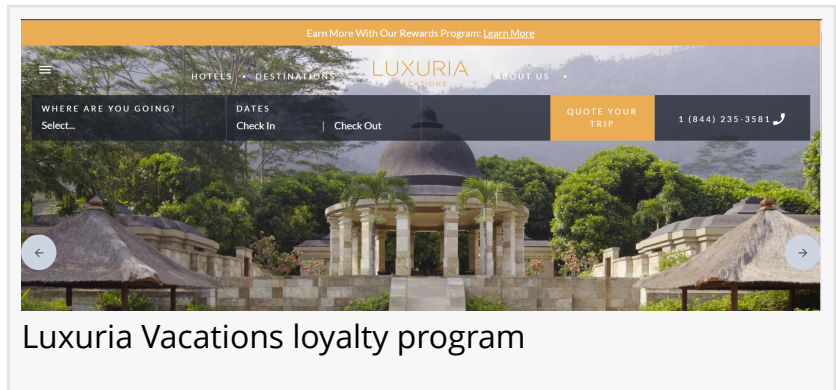 Earn More With Our Rewards Program: Learn More
HOTELS • DESTINATIONS LUXURIA ABOUT US •
VACATIONS
WHERE ARE YOU GOING? DATES
QUOTE YOUR
TRIP
Select... Check In | Check Out
1 (844) 235-3581
Luxuria Vacations loyalty program